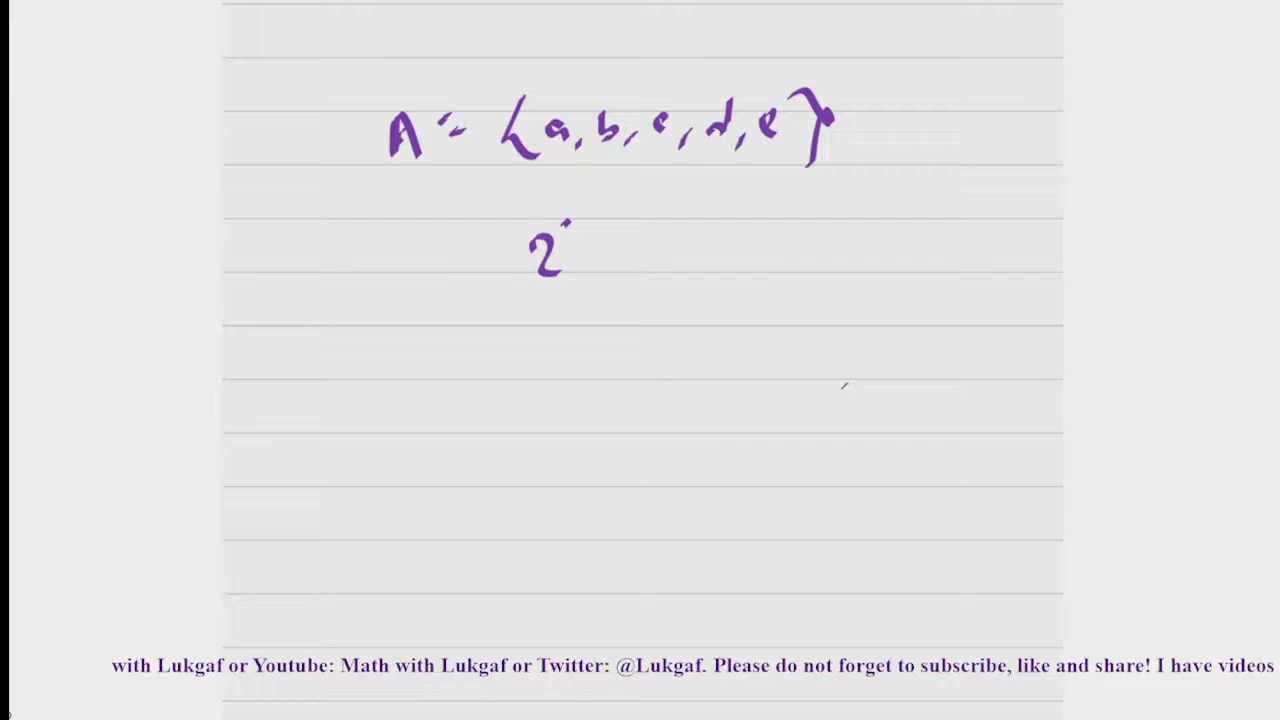 A = {a, b, c, d, e}
2
with Lukgaf or Youtube: Math with Lukgaf or Twitter: @Lukgaf. Please do not forget to subscribe, like and share! I have videos